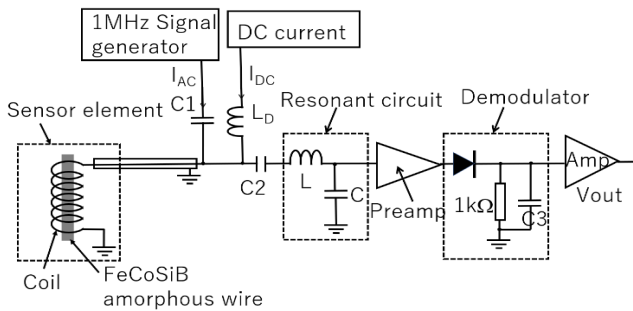 1MHz Signal
generator
DC current
I_AC
I_DC
C1
L_D
Sensor element
Resonant circuit
Demodulator
C2
L
C
Preamp
1kΩ
C3
Amp
Vout
Coil
FeCoSiB
amorphous wire